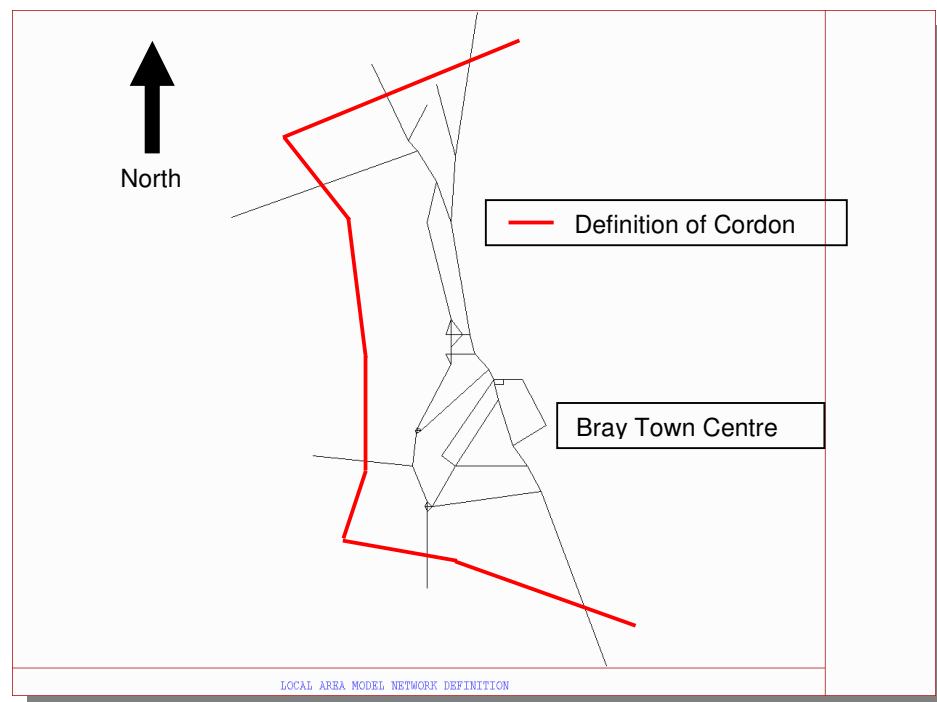 North
Definition of Cordon
Bray Town Centre
LOCAL AREA MODEL NETWORK DEFINITION